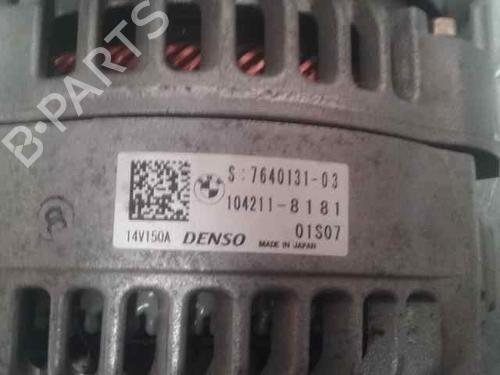 B-PARTS
S:7640131-03
104211-8181
01S07
14V150A DENSO MADE IN JAPAN